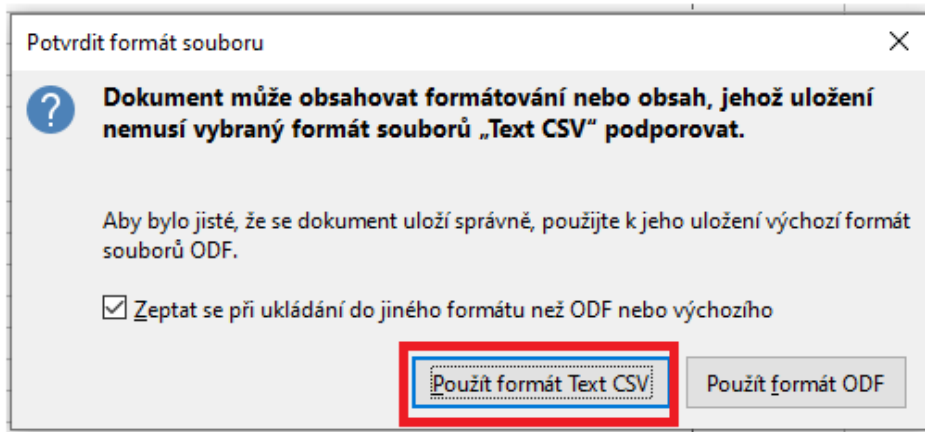 Potvrdit formát souboru
Dokument může obsahovat formátování nebo obsah, jehož uložení
nemusí vybraný formát souborů „Text CSV“ podporovat.
Aby bylo jisté, že se dokument uloží správně, použijte k jeho uložení výchozí formát
souborů ODF.
Zeptat se při ukládání do jiného formátu než ODF nebo výchozího
Použít formát Text CSV
Použít formát ODF